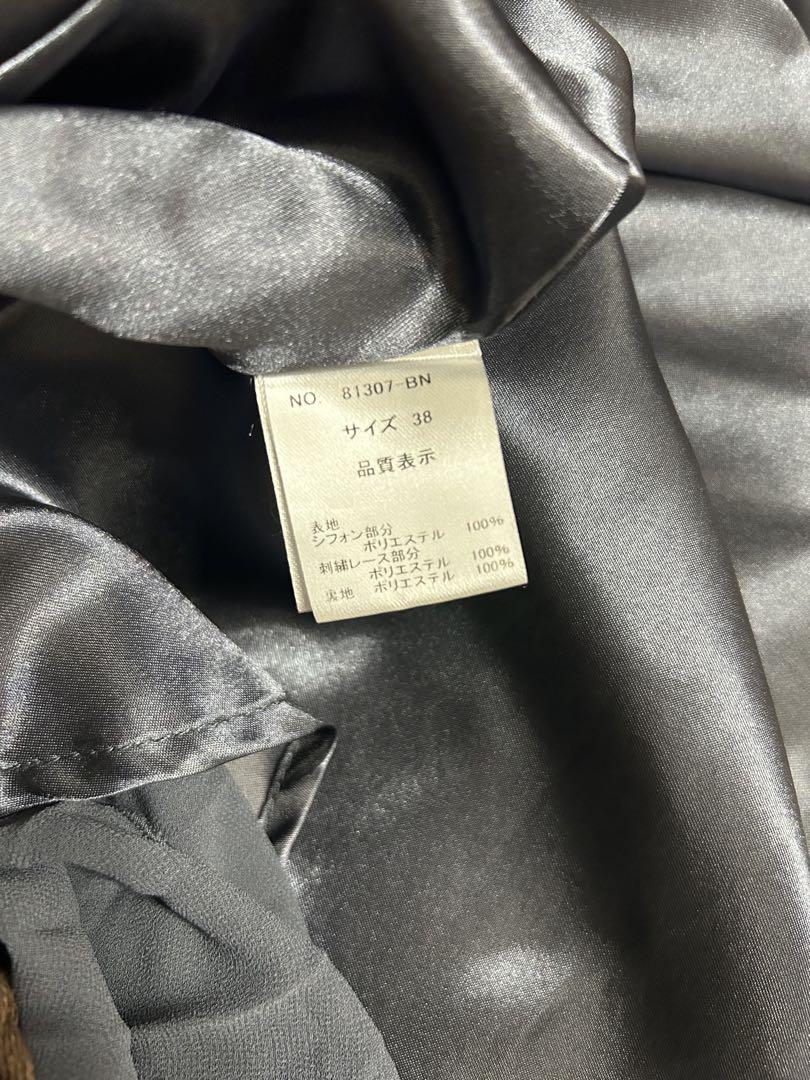 NO. 81307-BN
サイズ 38
品質表示
表地
シフォン部分
ポリエステル 100%
刺繍レース部分
ポリエステル 100%
裏地 ポリエステル 100%